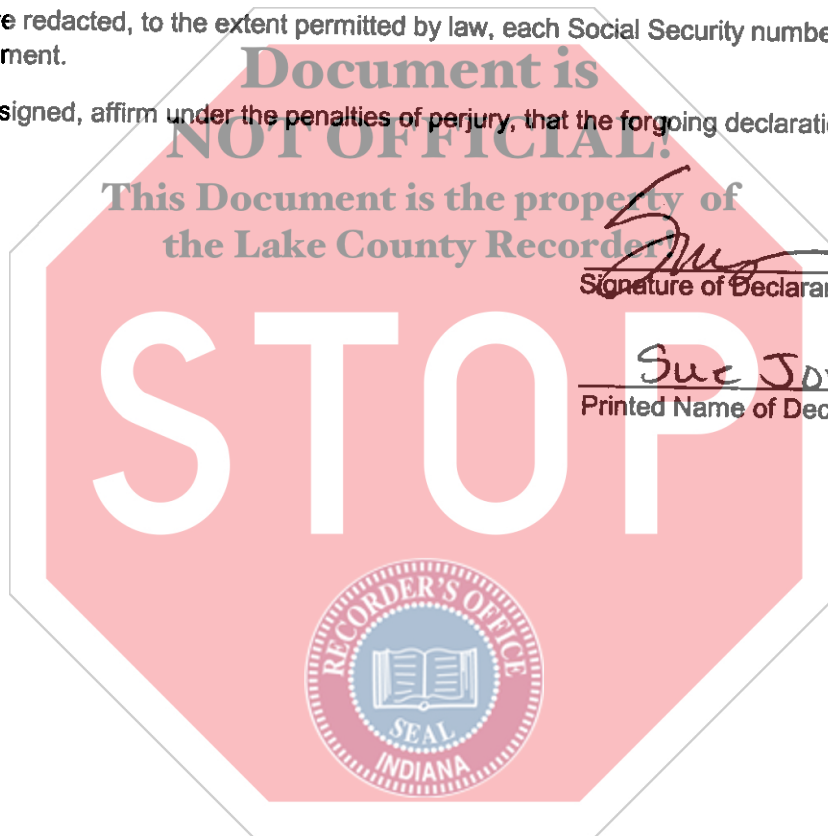 e redacted, to the extent permitted by law, each Social Security numbe
ment.
Document is
signed, affirm under the penalties of perjury, that the forgoing declarati
NOT OFFICIAL!
This Document is the property of
the Lake County Recorder!
Signature of Declaran
Sue
Printed Name of Dec
STOP
RECORDER'S OFFICE
SEAL
INDIANA